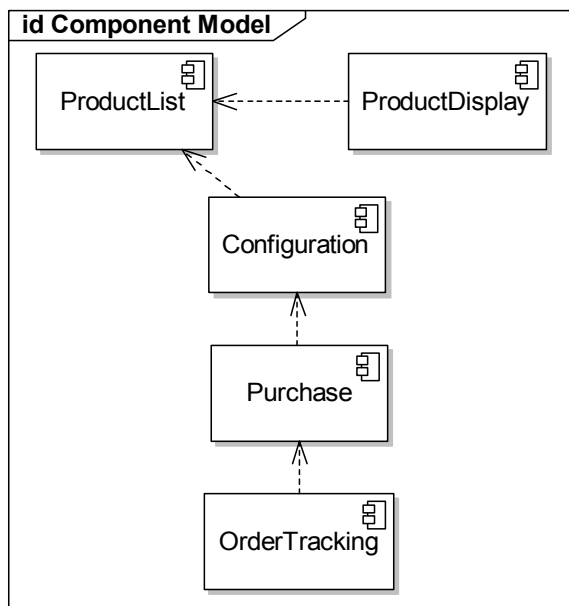 id Component Model
ProductList
ProductDisplay
Configuration
Purchase
OrderTracking